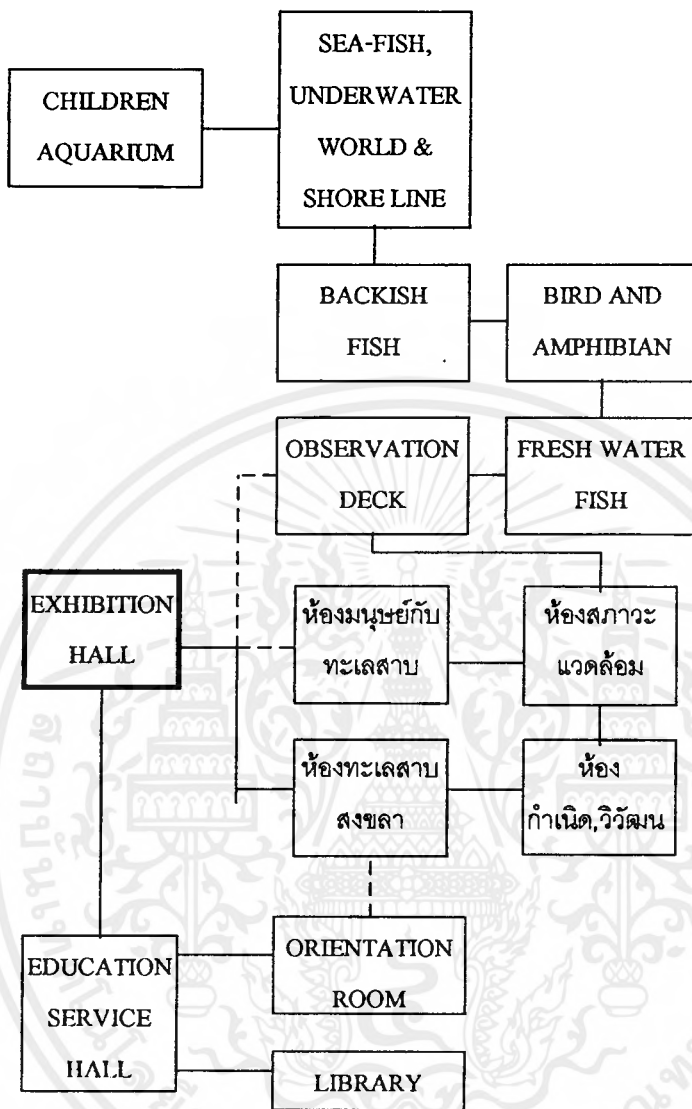 SEA-FISH,
UNDERWATER
WORLD &
SHORE LINE
CHILDREN
AQUARIUM
BACKISH
FISH
BIRD AND
AMPHIBIAN
OBSERVATION
DECK
FRESH WATER
FISH
EXHIBITION
HALL
ห้องมนุษย์กับ
ทะเลสาบ
ห้องสภาวะ
แวดล้อม
ห้องทะเลสาบ
สงขลา
ห้อง
กำเนิด,วิวัฒน
EDUCATION
SERVICE
HALL
ORIENTATION
ROOM
LIBRARY